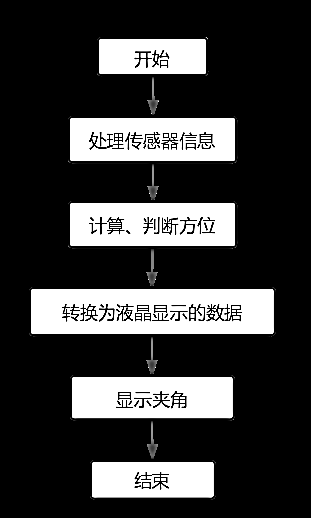 开始
处理传感器信息
计算、判断方位
转换为液晶显示的数据
显示夹角
结束